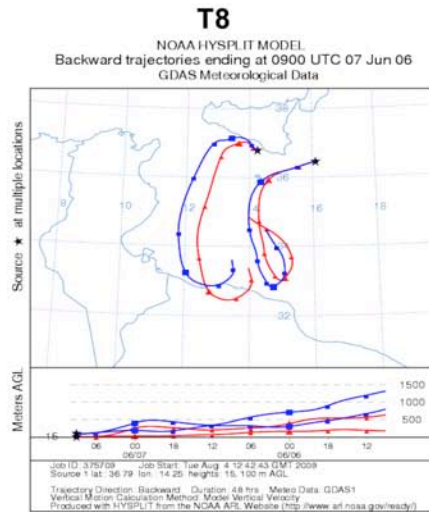 T8
NOAA HYSPLIT MODEL
Backward trajectories ending at 0900 UTC 07 Jun 06
GDAS Meteorological Data
Source ★ at multiple locations
8 10 12 14 16 18
36
32
Meters AGL
15
1500
1000
500
06 00 18 12 06 00 18 12
06/07 06/06
Job ID: 375709 Job Start: Tue Aug 4 12:42:43 GMT 2009
Source 1 lat.: 36.79 lon.: 14.25 heights: 15, 100 m AGL
Trajectory Direction: Backward Duration: 48 hrs Meteo Data: GDAS1
Vertical Motion Calculation Method: Model Vertical Velocity
Produced with HYSPLIT from the NOAA ARL Website (http://www.arl.noaa.gov/ready/)